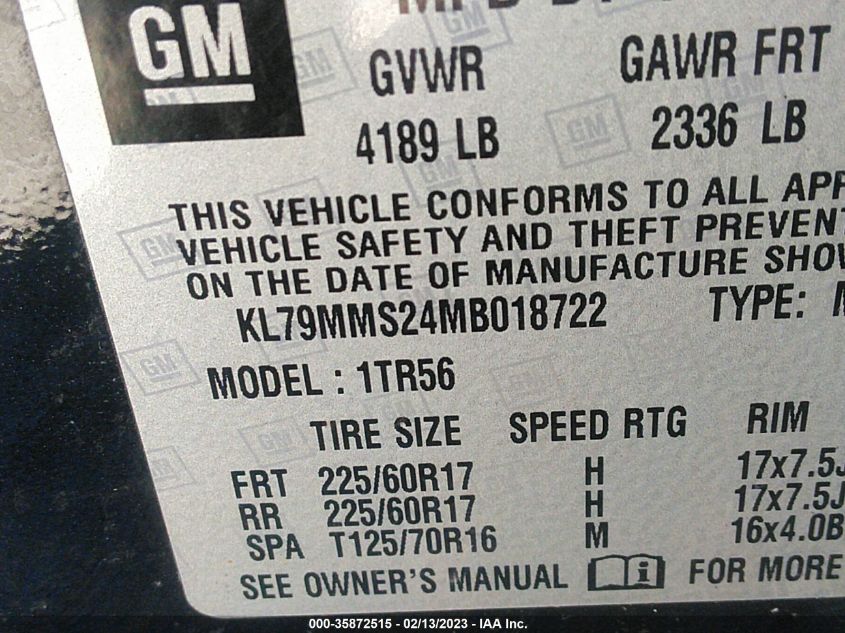 GM
GVWR GAWR FRT
4189 LB 2336 LB
THIS VEHICLE CONFORMS TO ALL
VEHICLE SAFETY AND THEFT
ON THE DATE OF MANUFACTURE
KL79MMS24MB018722 TYPE:
MODEL : 1TR56
TIRE SIZE SPEED RTG RIM
FRT 225/60R17 H 17x7.5J
RR 225/60R17 H 17x7.5J
SPA T125/70R16 M 16x4.0B
SEE OWNER'S MANUAL i FOR MORE
000-35872515 - 02/13/2023 - IAA Inc.